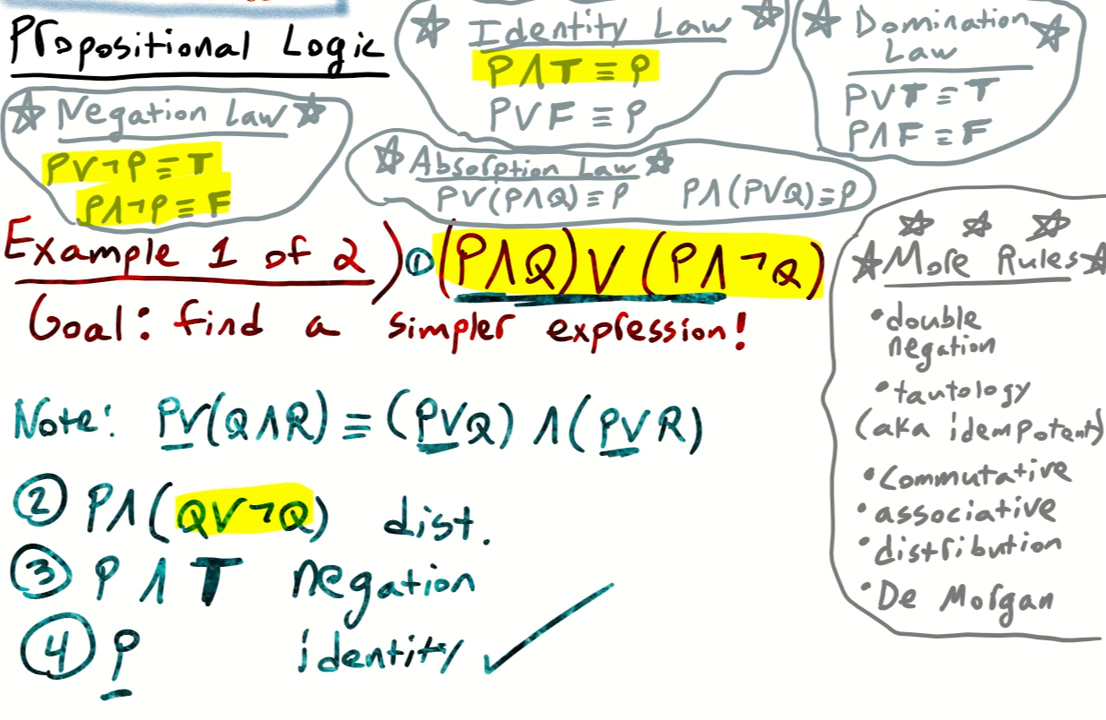 Propositional Logic
☆ Identity Law ☆
P∧T ≡ P
P∨F ≡ P
☆ Domination ☆
Law
P∨T ≡ T
P∧F ≡ F
☆ Negation Law ☆
P∨¬P ≡ T
P∧¬P ≡ F
☆ Absorption Law ☆
P∨(P∧Q) ≡ P P∧(P∨Q) ≡ P
Example 1 of 2) ① (P∧Q)∨(P∧¬Q)
Goal: find a simpler expression!
Note: P∨(Q∧R) ≡ (P∨Q)∧(P∨R)
② P∧(Q∨¬Q) dist.
③ P∧T negation
④ P identity ✓
☆ ☆ ☆
☆ More Rules ☆
• double
negation
• tautology
(aka idempotent)
• Commutative
• associative
• distribution
• De Morgan